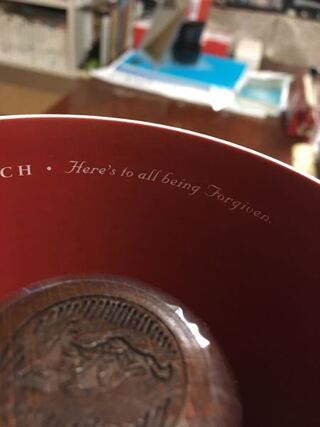 CH • Here's to all being Forgiven.